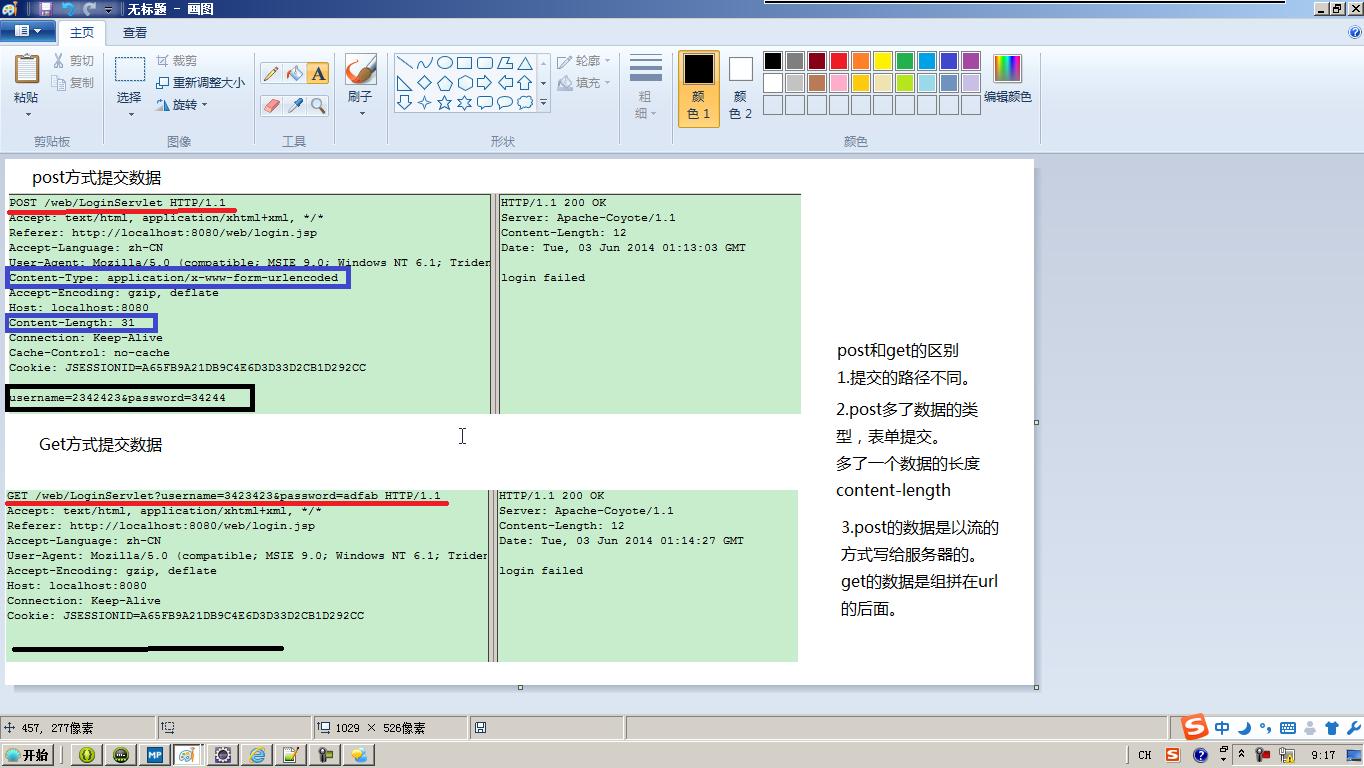 无标题 - 画图
主页
查看
粘贴
剪切
复制
剪贴板
选择
裁剪
重新调整大小
旋转
图像
A
工具
刷子
轮廓
填充
形状
粗
细
颜
色 1
颜
色 2
编辑颜色
颜色
post方式提交数据
POST /web/LoginServlet HTTP/1.1
Accept: text/html, application/xhtml+xml, */*
Referer: http://localhost:8080/web/login.jsp
Accept-Language: zh-CN
User-Agent: Mozilla/5.0 (compatible; MSIE 9.0; Windows NT 6.1; Triden
Content-Type: application/x-www-form-urlencoded
Accept-Encoding: gzip, deflate
Host: localhost:8080
Content-Length: 31
Connection: Keep-Alive
Cache-Control: no-cache
Cookie: JSESSIONID=A65FB9A21DB9C4E6D3D33D2CB1D292CC
username=2342423&password=34244
HTTP/1.1 200 OK
Server: Apache-Coyote/1.1
Content-Length: 12
Date: Tue, 03 Jun 2014 01:13:03 GMT
login failed
Get方式提交数据
GET /web/LoginServlet?username=3423423&password=adfab HTTP/1.1
Accept: text/html, application/xhtml+xml, */*
Referer: http://localhost:8080/web/login.jsp
Accept-Language: zh-CN
User-Agent: Mozilla/5.0 (compatible; MSIE 9.0; Windows NT 6.1; Triden
Accept-Encoding: gzip, deflate
Host: localhost:8080
Connection: Keep-Alive
Cookie: JSESSIONID=A65FB9A21DB9C4E6D3D33D2CB1D292CC
HTTP/1.1 200 OK
Server: Apache-Coyote/1.1
Content-Length: 12
Date: Tue, 03 Jun 2014 01:14:27 GMT
login failed
post和get的区别
1.提交的路径不同。
2.post多了数据的类
型，表单提交。
多了一个数据的长度
content-length
3.post的数据是以流的
方式写给服务器的。
get的数据是组拼在url
的后面。
457, 277像素
1029 × 526像素
S 中
开始
MP
CH
S
9:17